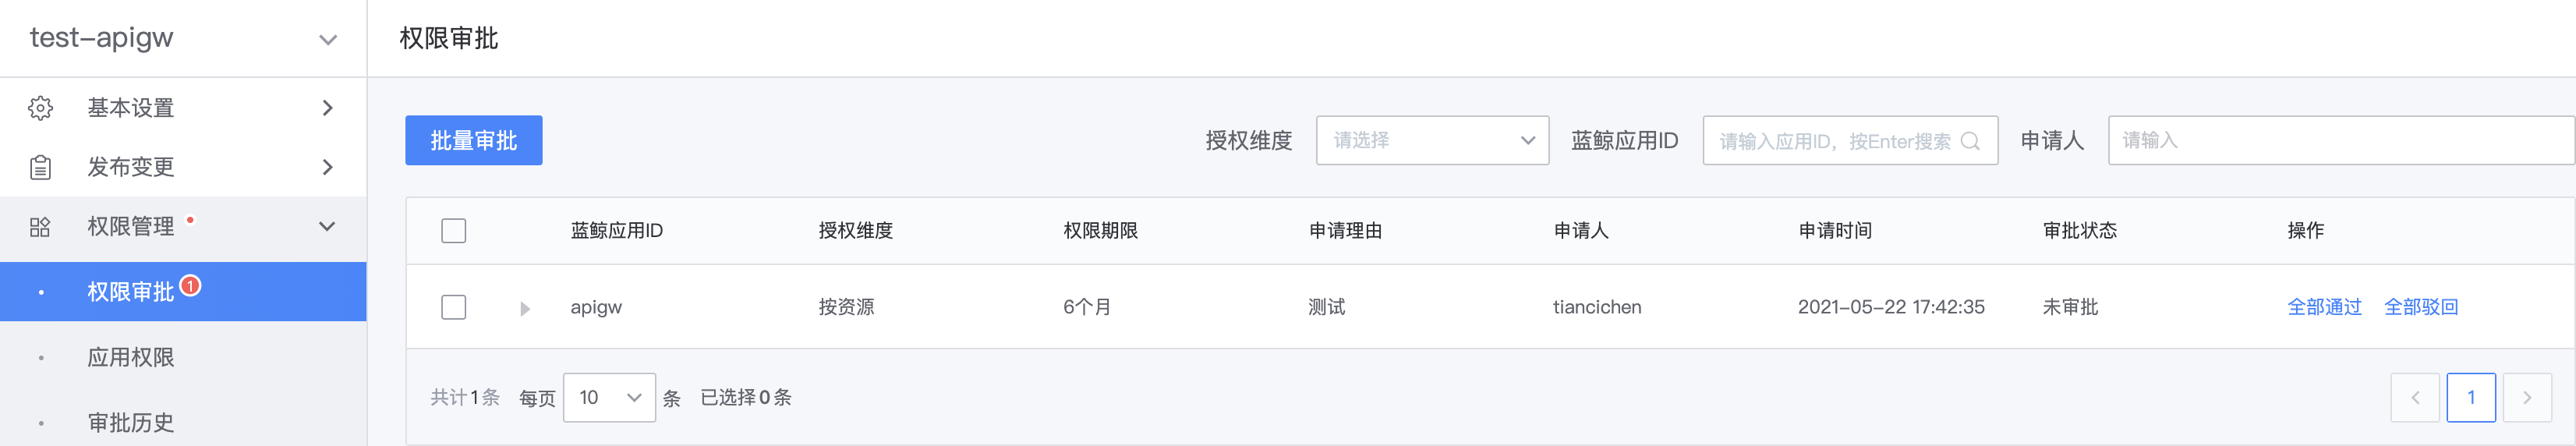 test-apigw
权限审批
基本设置
发布变更
权限管理
权限审批 1
应用权限
审批历史
批量审批 授权维度 请选择 蓝鲸应用ID 请输入应用ID，按Enter搜索 申请人 请输入
蓝鲸应用ID 授权维度 权限期限 申请理由 申请人 申请时间 审批状态 操作
apigw 按资源 6个月 测试 tiancichen 2021-05-22 17:42:35 未审批 全部通过 全部驳回
共计1条 每页 10 条 已选择0条 1